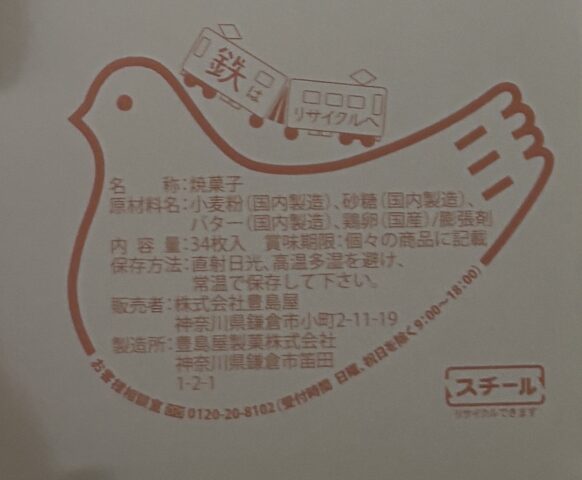 鉄は
リサイクルへ
名　　称：焼菓子
原材料名：小麦粉（国内製造）、砂糖（国内製造）、
バター（国内製造）、鶏卵（国産）/膨張剤
内 容 量：34枚入　賞味期限：個々の商品に記載
保存方法：直射日光、高温多湿を避け、
常温で保存して下さい。
販売者：株式会社豊島屋
神奈川県鎌倉市小町2-11-19
製造所：豊島屋製菓株式会社
神奈川県鎌倉市笛田
1-2-1
お客様相談室 0120-20-8102（受付時間 日曜、祝日を除く9:00〜18:00）
スチール
リサイクルできます